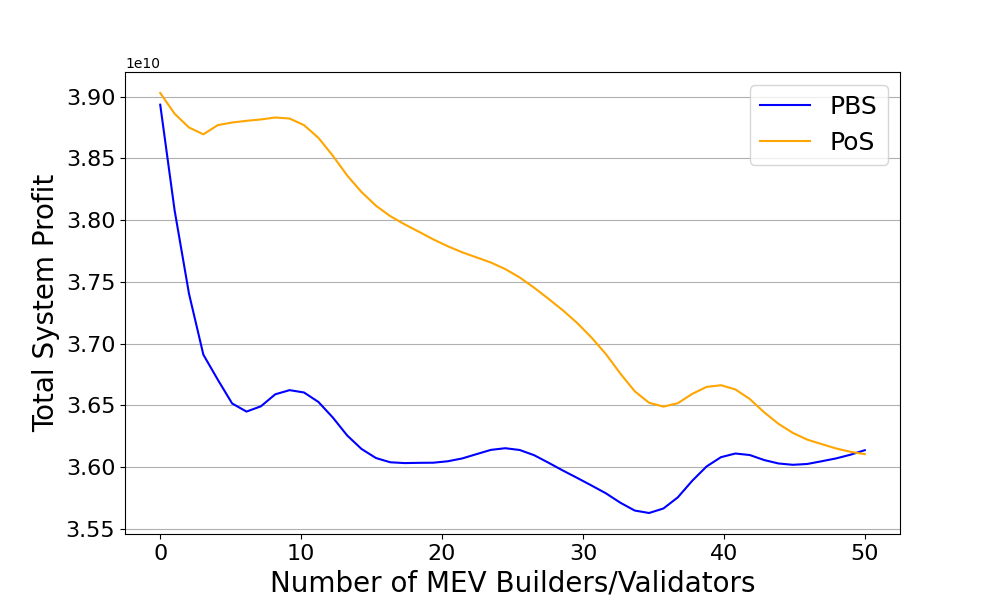 1e10
3.90
3.85
3.80
3.75
3.70
3.65
3.60
3.55
Total System Profit
PBS
PoS
0 10 20 30 40 50
Number of MEV Builders/Validators